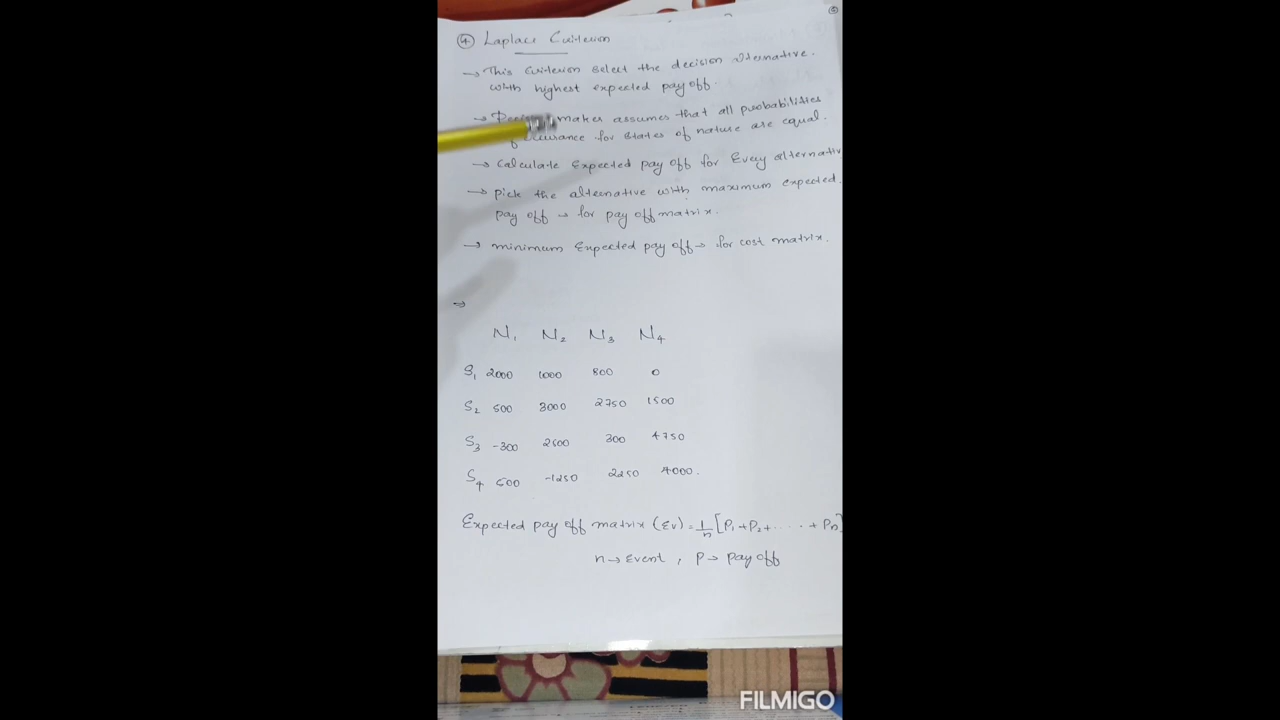 ④ Laplace Criterion
→ This Criterion select the decision alternative.
with highest expected pay off.
→ maker assumes that all probabilities
for states of nature are equal.
→ Calculate Expected pay off for Every alternativ
→ pick the alternative with maximum expected.
pay off → for pay off matrix.
→ minimum Expected pay off → for cost matrix.
→
N1 N2 N3 N4
S1 2000 1000 800 0
S2 500 3000 2750 1500
S3 -300 2500 300 4750
S4 500 -1250 2250 4000.
Expected pay off matrix (EV) = 1/n [P1 + P2 + ..... + Pn]
n → Event , P → pay off
FILMIGO